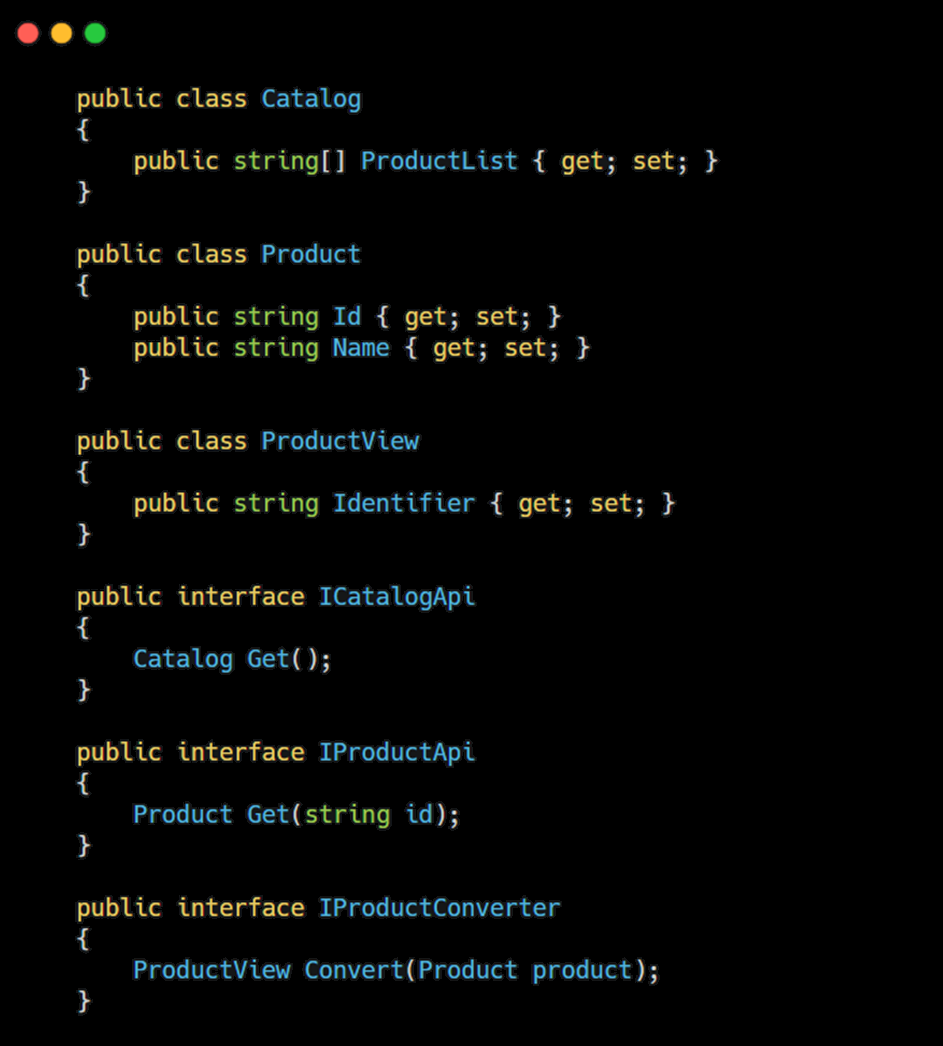 public class Catalog
{
    public string[] ProductList { get; set; }
}

public class Product
{
    public string Id { get; set; }
    public string Name { get; set; }
}

public class ProductView
{
    public string Identifier { get; set; }
}

public interface ICatalogApi
{
    Catalog Get();
}

public interface IProductApi
{
    Product Get(string id);
}

public interface IProductConverter
{
    ProductView Convert(Product product);
}